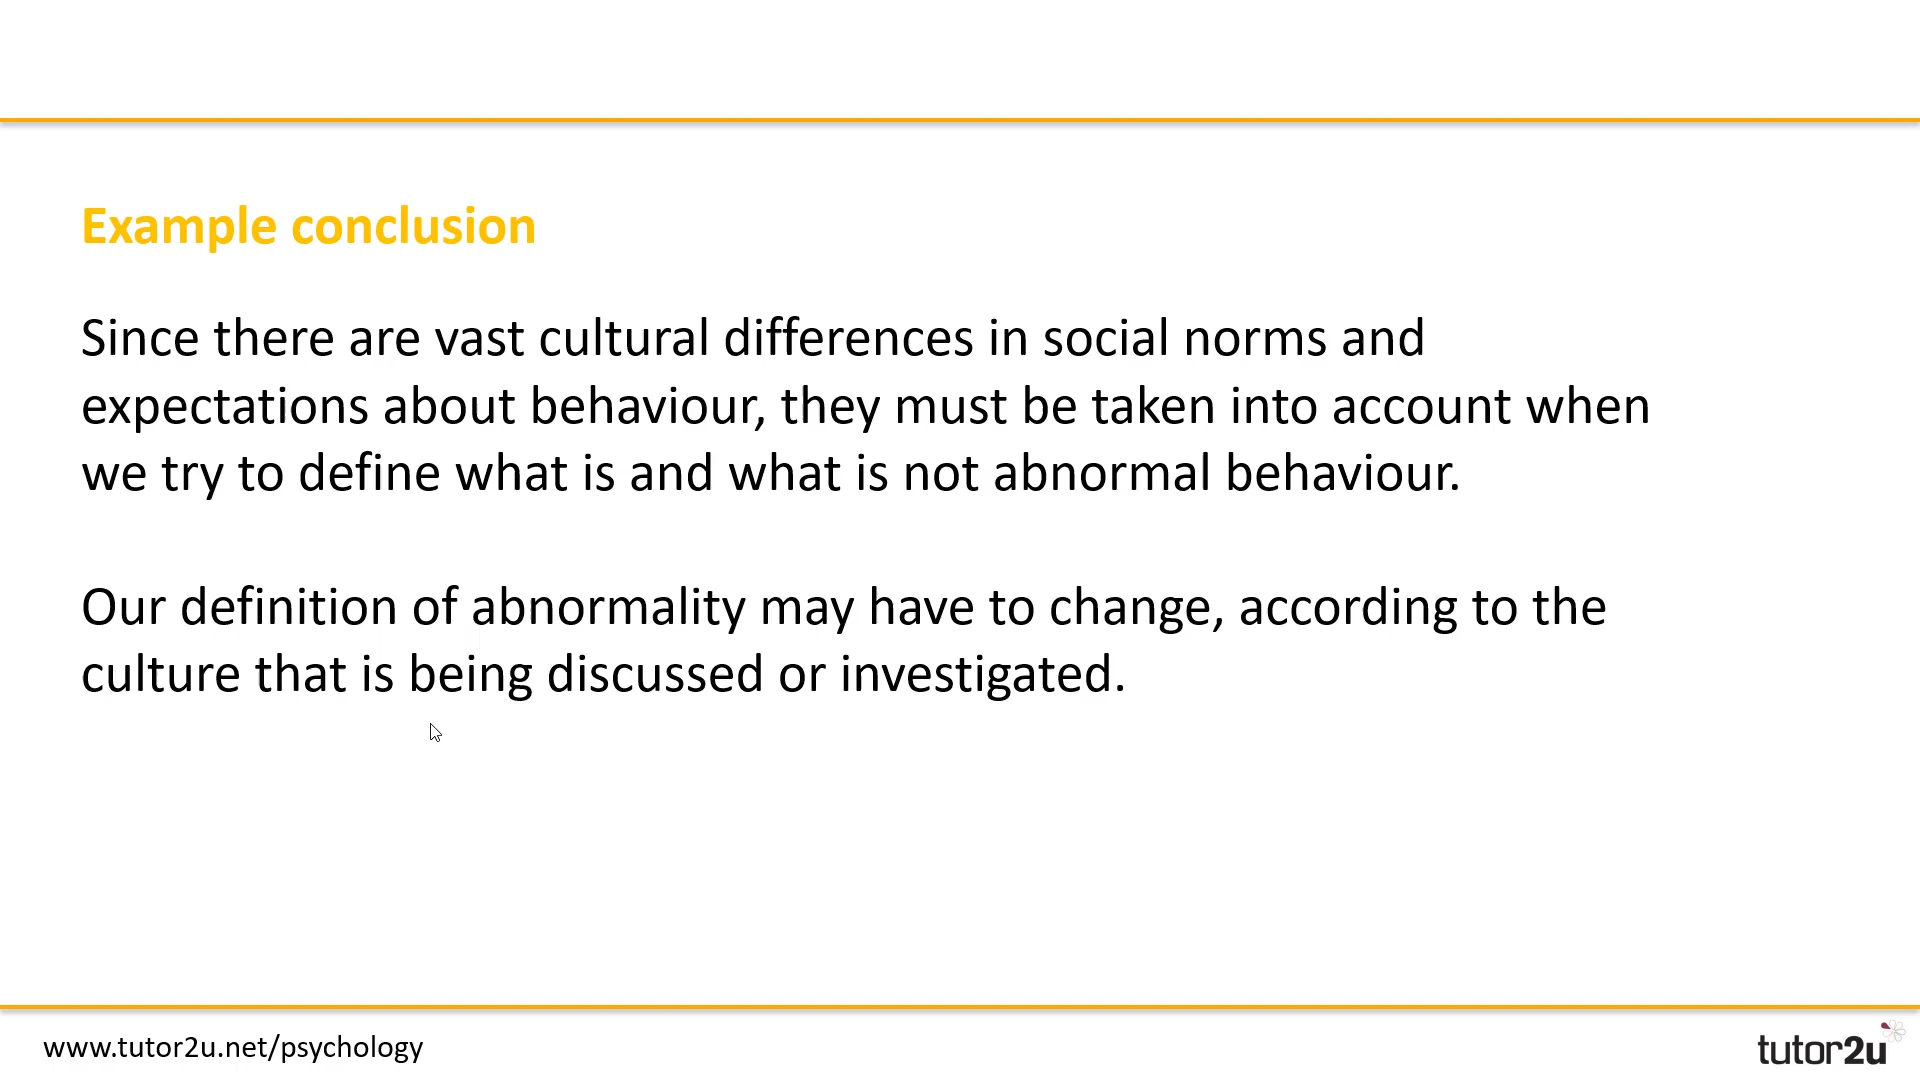 Example conclusion
Since there are vast cultural differences in social norms and
expectations about behaviour, they must be taken into account when
we try to define what is and what is not abnormal behaviour.
Our definition of abnormality may have to change, according to the
culture that is being discussed or investigated.
www.tutor2u.net/psychology
tutor2u